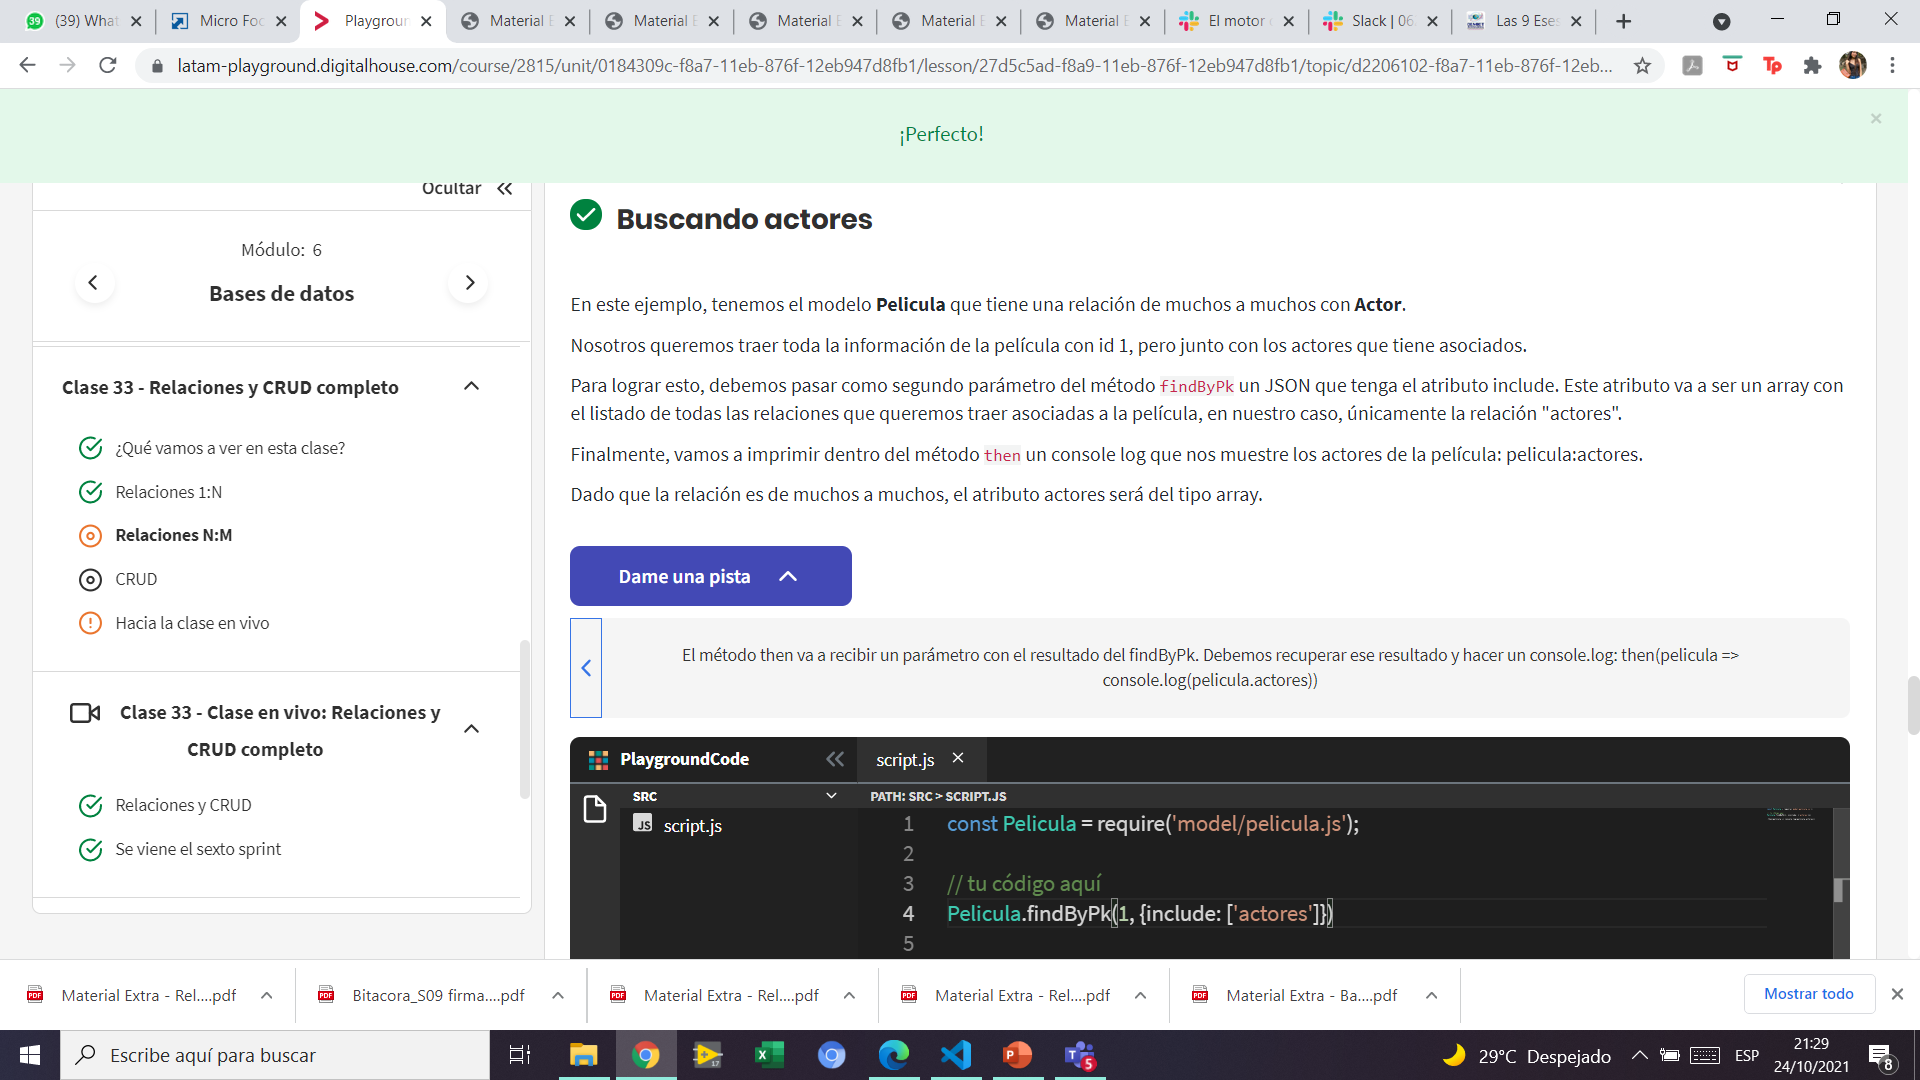 (39) What
Micro Foc
Playgroun
Material E
Material E
Material E
Material E
Material E
El motor
Slack | 06
Las 9 Eses
latam-playground.digitalhouse.com/course/2815/unit/0184309c-f8a7-11eb-876f-12eb947d8fb1/lesson/27d5c5ad-f8a9-11eb-876f-12eb947d8fb1/topic/d2206102-f8a7-11eb-876f-12eb...
¡Perfecto!
Ocultar
Módulo: 6
Bases de datos
Clase 33 - Relaciones y CRUD completo
¿Qué vamos a ver en esta clase?
Relaciones 1:N
Relaciones N:M
CRUD
Hacia la clase en vivo
Clase 33 - Clase en vivo: Relaciones y
CRUD completo
Relaciones y CRUD
Se viene el sexto sprint
Buscando actores
En este ejemplo, tenemos el modelo Pelicula que tiene una relación de muchos a muchos con Actor.
Nosotros queremos traer toda la información de la película con id 1, pero junto con los actores que tiene asociados.
Para lograr esto, debemos pasar como segundo parámetro del método findByPk un JSON que tenga el atributo include. Este atributo va a ser un array con
el listado de todas las relaciones que queremos traer asociadas a la película, en nuestro caso, únicamente la relación "actores".
Finalmente, vamos a imprimir dentro del método then un console log que nos muestre los actores de la película: pelicula:actores.
Dado que la relación es de muchos a muchos, el atributo actores será del tipo array.
Dame una pista
El método then va a recibir un parámetro con el resultado del findByPk. Debemos recuperar ese resultado y hacer un console.log: then(pelicula =>
console.log(pelicula.actores))
PlaygroundCode
script.js
SRC
PATH: SRC > SCRIPT.JS
JS script.js
1 const Pelicula = require('model/pelicula.js');
2
3 // tu código aquí
4 Pelicula.findByPk(1, {include: ['actores']})
5
Material Extra - Rel....pdf
Bitacora_S09 firma....pdf
Material Extra - Rel....pdf
Material Extra - Rel....pdf
Material Extra - Ba....pdf
Mostrar todo
Escribe aquí para buscar
29°C Despejado
ESP
21:29
24/10/2021
8